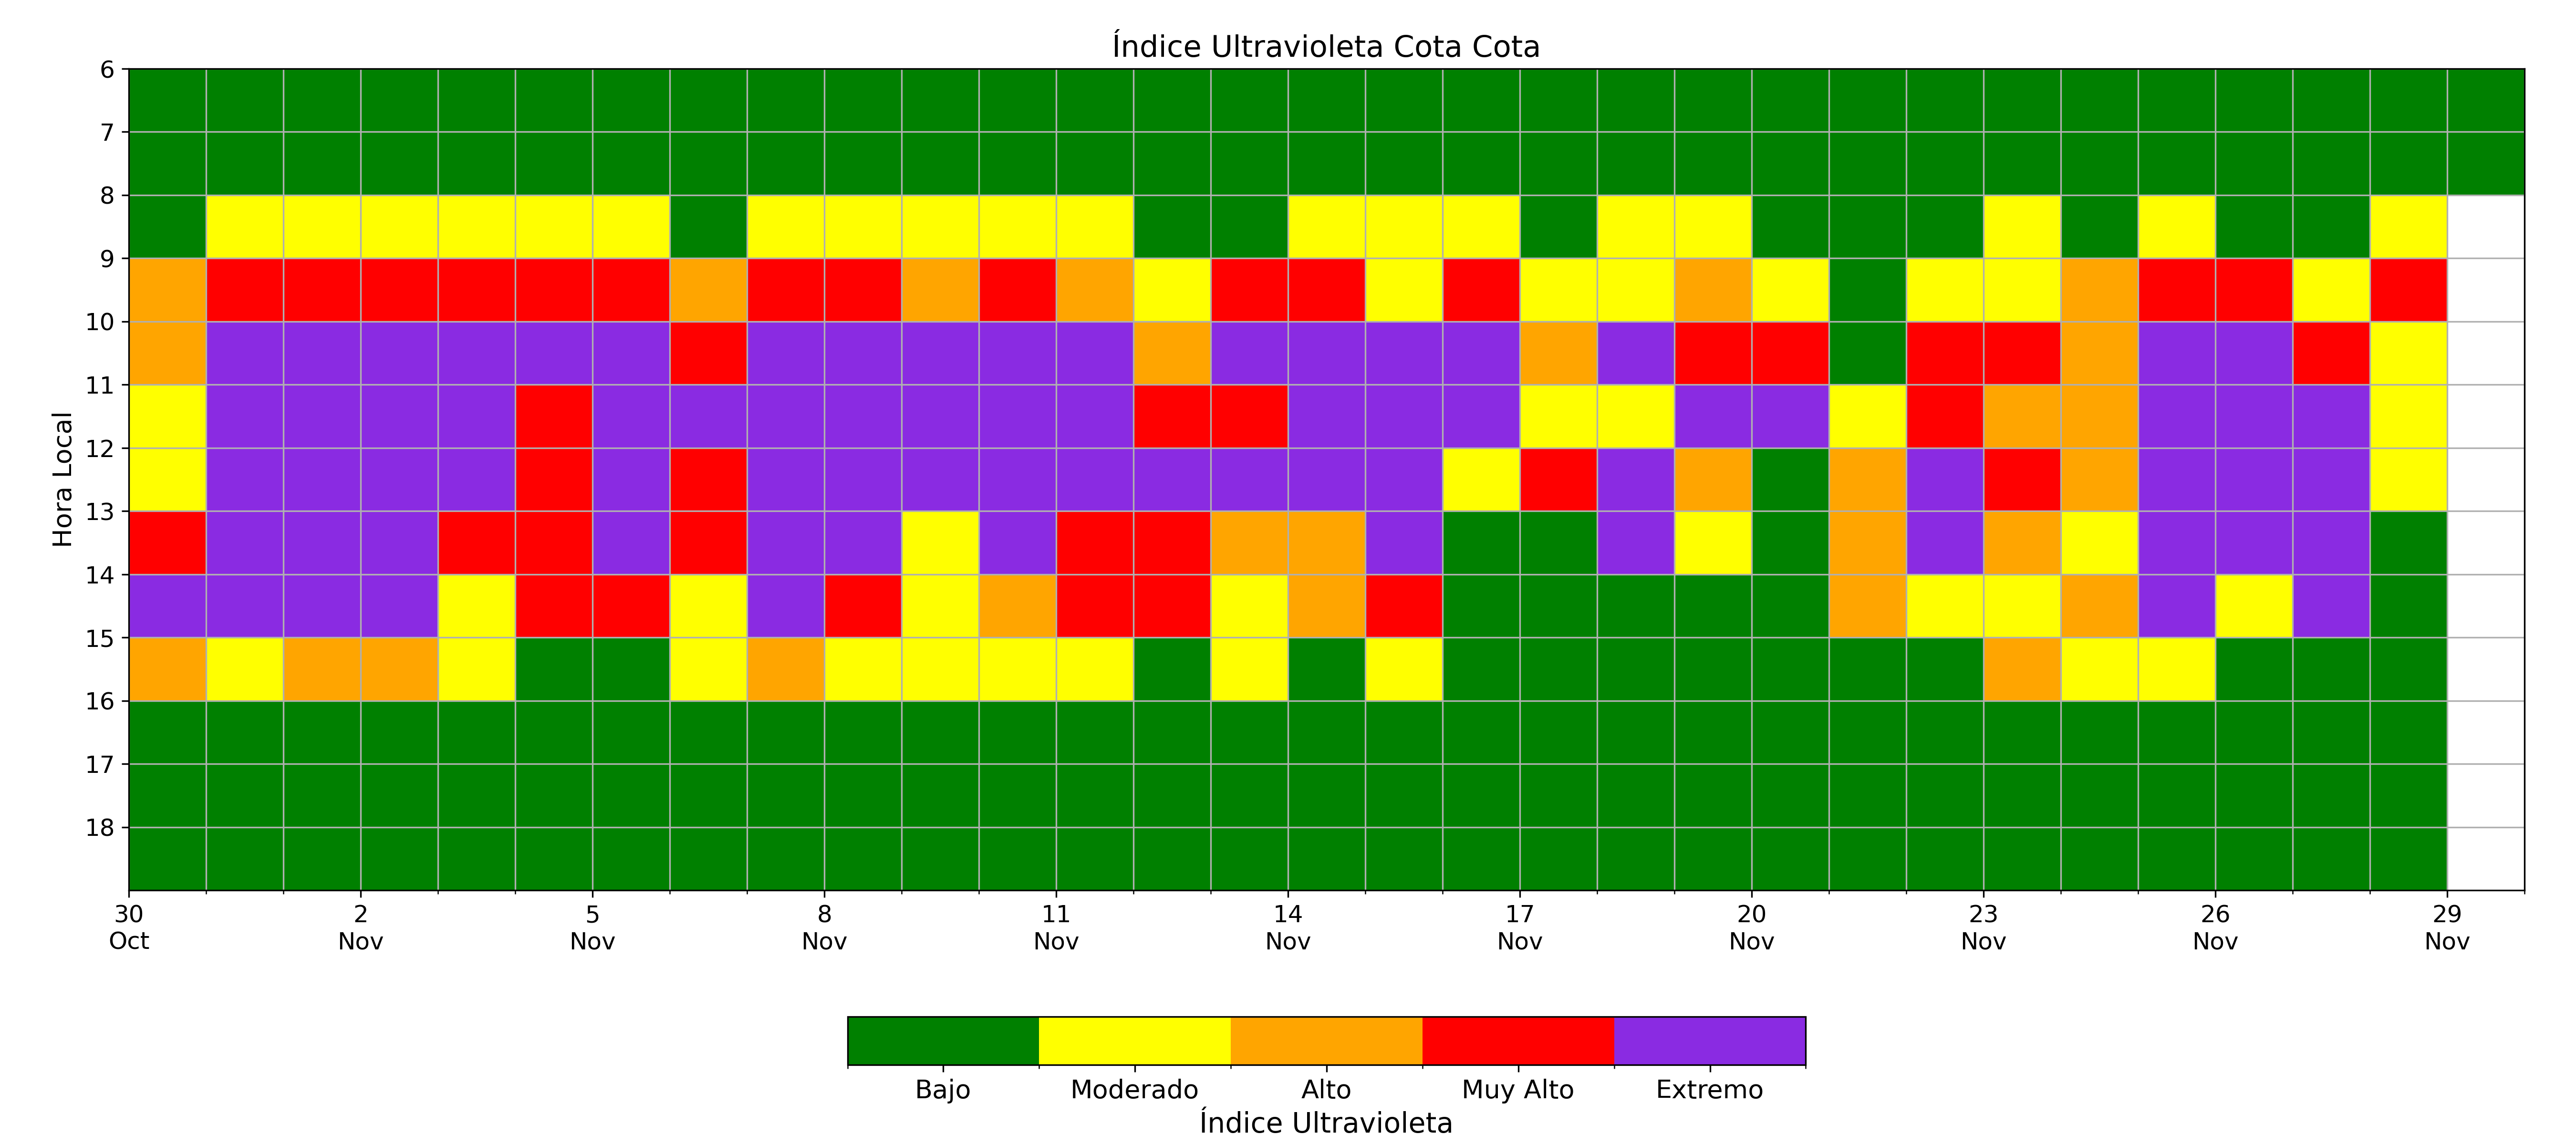 Índice Ultravioleta Cota Cota
6
7
8
9
10
11
12
13
14
15
16
17
18
Hora Local
30 2 5 8 11 14 17 20 23 26 29
Oct Nov Nov Nov Nov Nov Nov Nov Nov Nov Nov
Bajo Moderado Alto Muy Alto Extremo
Índice Ultravioleta